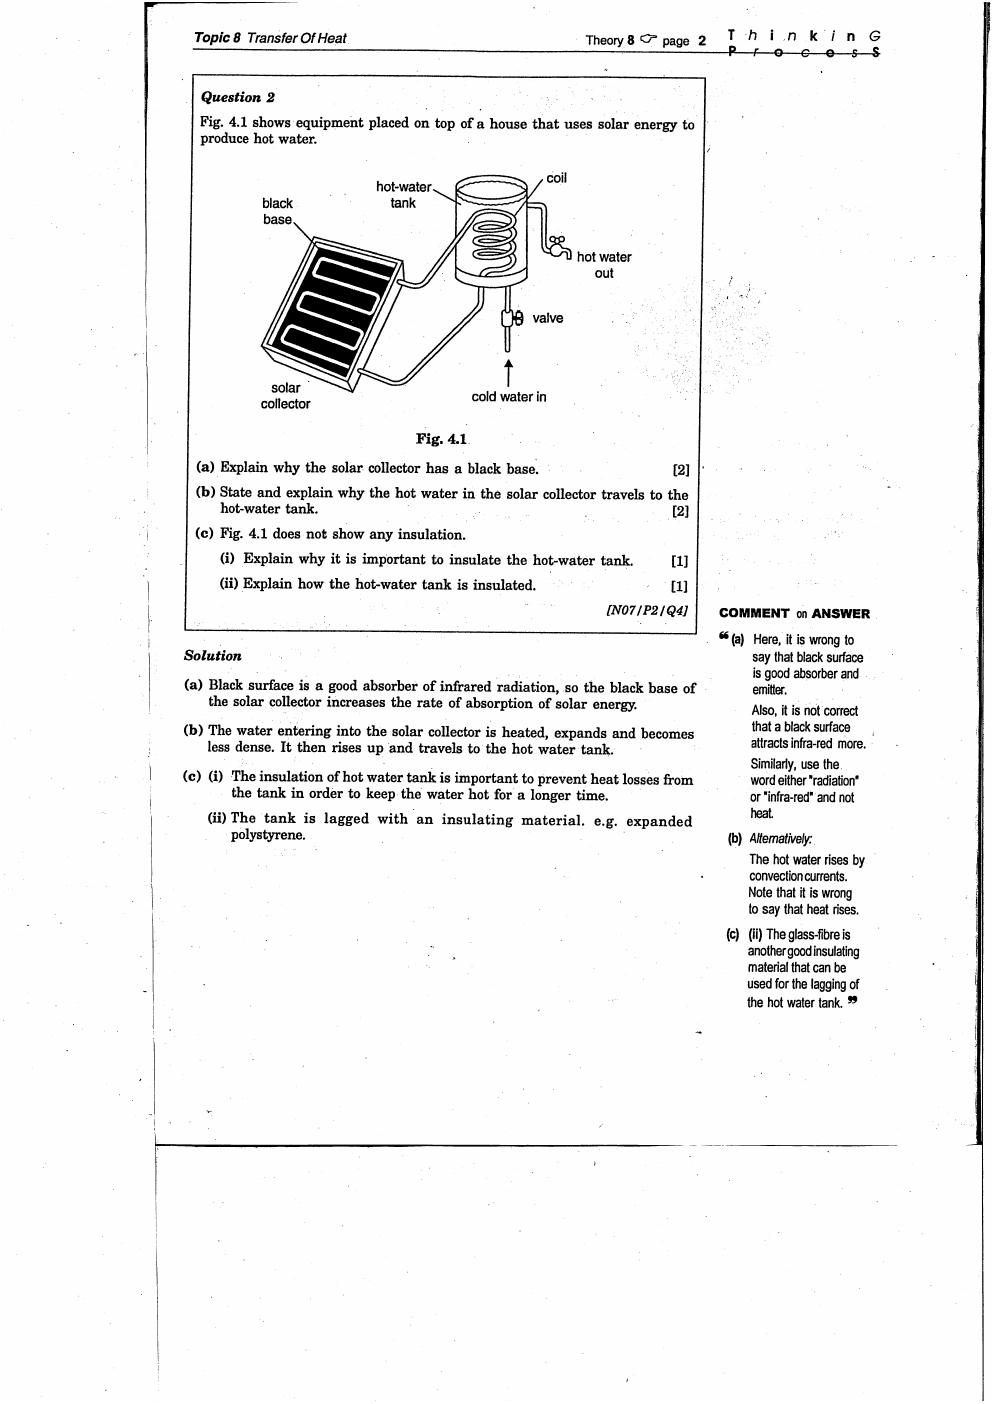 Topic 8 Transfer Of Heat
Theory 8 ☞ page 2
T h i n k i n G
P r o c e s S
Question 2
Fig. 4.1 shows equipment placed on top of a house that uses solar energy to
produce hot water.
hot-water
tank
coil
black
base
hot water
out
valve
solar
collector
cold water in
Fig. 4.1
(a) Explain why the solar collector has a black base. [2]
(b) State and explain why the hot water in the solar collector travels to the
hot-water tank. [2]
(c) Fig. 4.1 does not show any insulation.
(i) Explain why it is important to insulate the hot-water tank. [1]
(ii) Explain how the hot-water tank is insulated. [1]
[N07/P2/Q4]
Solution
(a) Black surface is a good absorber of infrared radiation, so the black base of
the solar collector increases the rate of absorption of solar energy.
(b) The water entering into the solar collector is heated, expands and becomes
less dense. It then rises up and travels to the hot water tank.
(c) (i) The insulation of hot water tank is important to prevent heat losses from
the tank in order to keep the water hot for a longer time.
(ii) The tank is lagged with an insulating material. e.g. expanded
polystyrene.
COMMENT on ANSWER
❝ (a) Here, it is wrong to
say that black surface
is good absorber and
emitter.
Also, it is not correct
that a black surface
attracts infra-red more.
Similarly, use the
word either "radiation"
or "infra-red" and not
heat.
(b) Alternatively:
The hot water rises by
convection currents.
Note that it is wrong
to say that heat rises.
(c) (ii) The glass-fibre is
another good insulating
material that can be
used for the lagging of
the hot water tank. ❞